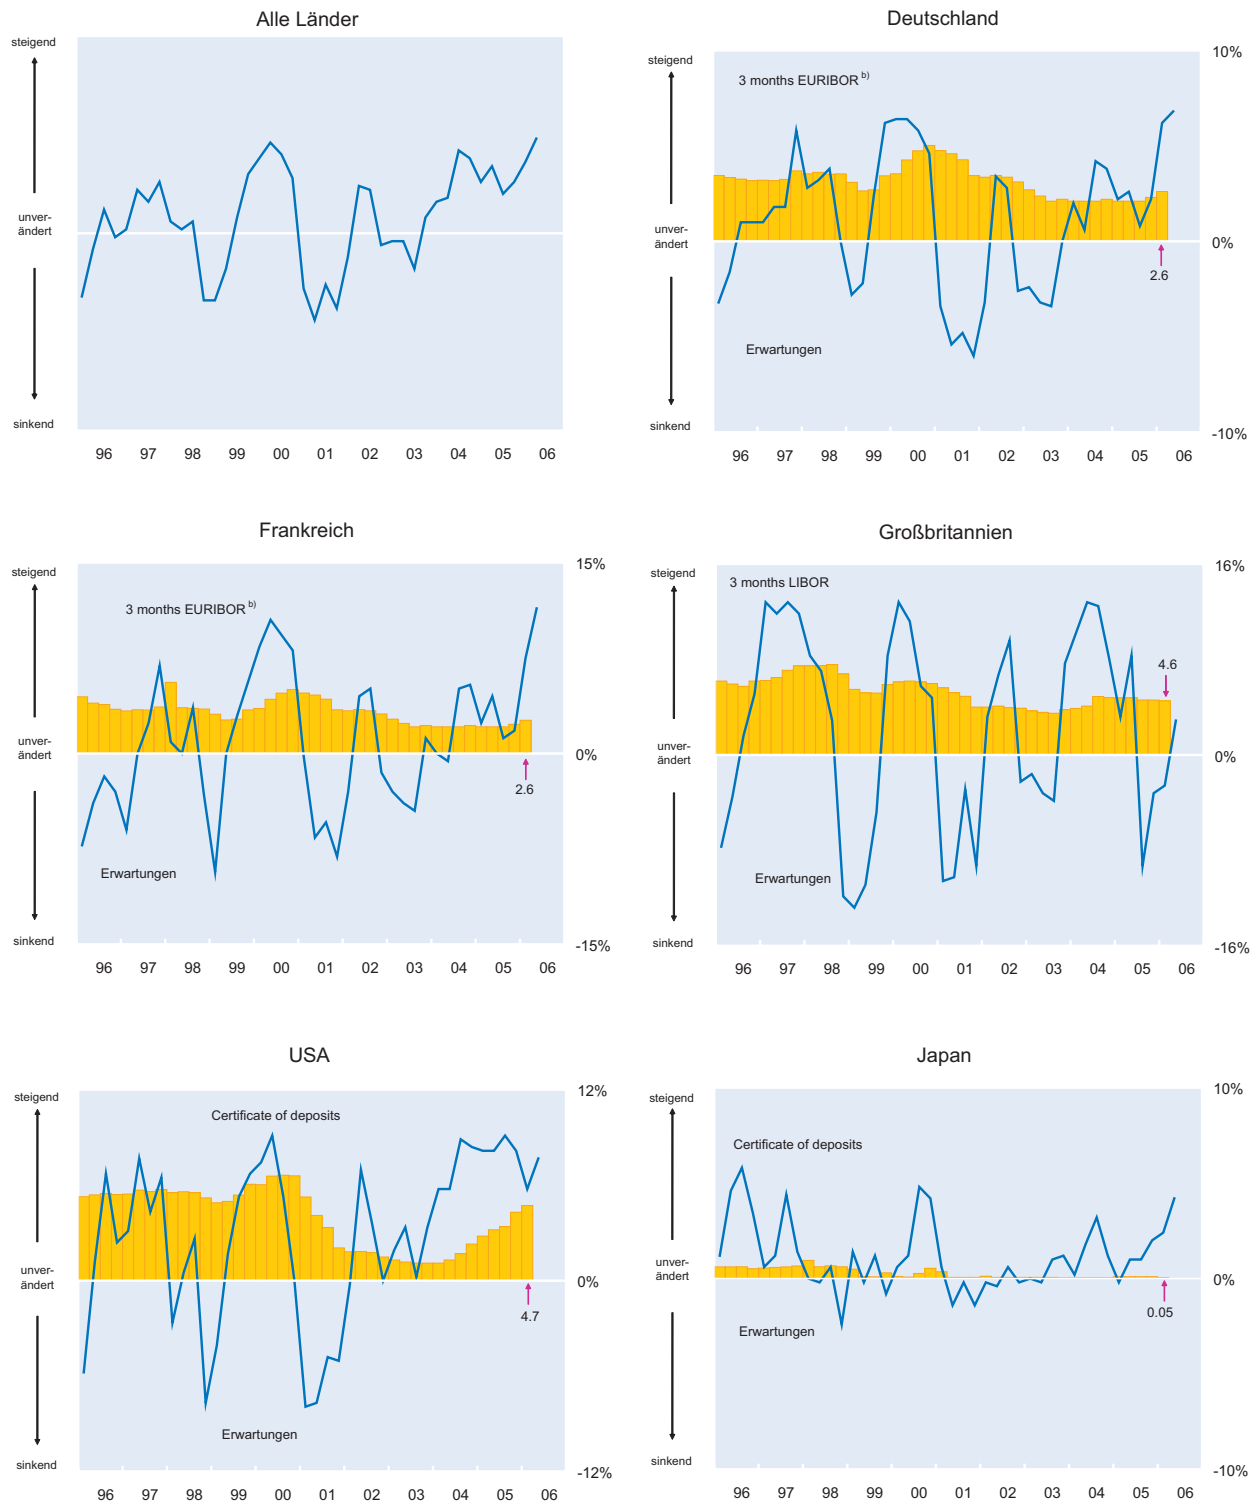 Alle Länder
steigend
unver-
ändert
sinkend
96 97 98 99 00 01 02 03 04 05 06
Deutschland
10%
steigend
3 months EURIBOR b)
unver-
ändert
0%
2.6
Erwartungen
sinkend
-10%
96 97 98 99 00 01 02 03 04 05 06
Frankreich
15%
steigend
3 months EURIBOR b)
unver-
ändert
0%
2.6
Erwartungen
sinkend
-15%
96 97 98 99 00 01 02 03 04 05 06
Großbritannien
16%
steigend
3 months LIBOR
4.6
unver-
ändert
0%
Erwartungen
sinkend
-16%
96 97 98 99 00 01 02 03 04 05 06
USA
12%
steigend
Certificate of deposits
unver-
ändert
0%
4.7
Erwartungen
sinkend
-12%
96 97 98 99 00 01 02 03 04 05 06
Japan
10%
steigend
Certificate of deposits
unver-
ändert
0%
0.05
Erwartungen
sinkend
-10%
96 97 98 99 00 01 02 03 04 05 06